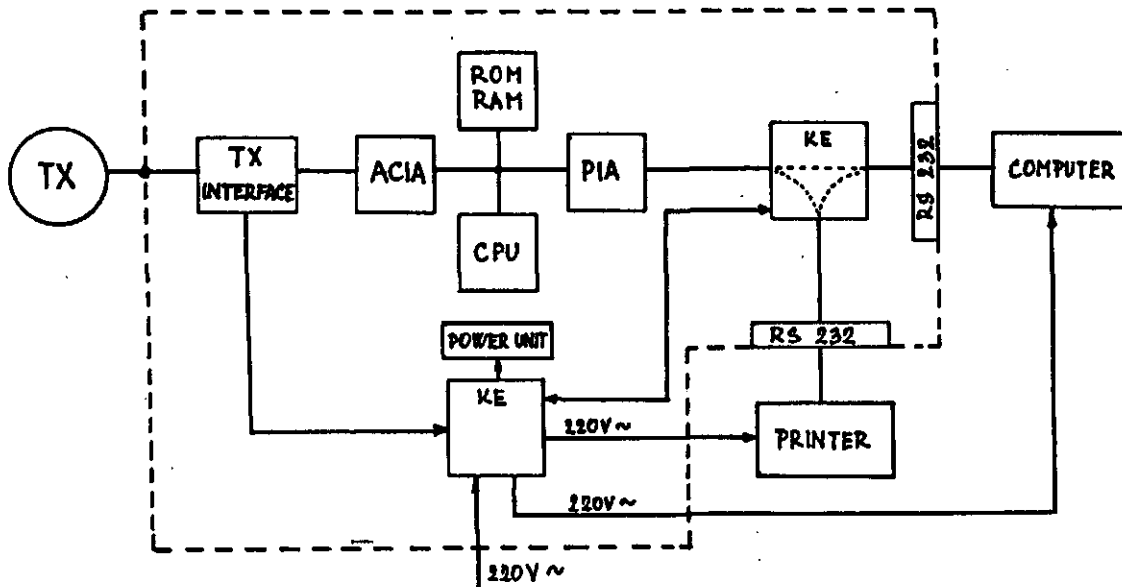 ROM
RAM
TX
TX
INTERFACE
ACIA
PIA
KE
RS 232
COMPUTER
CPU
POWER UNIT
RS 232
KE
220V~
PRINTER
220V~
220V~